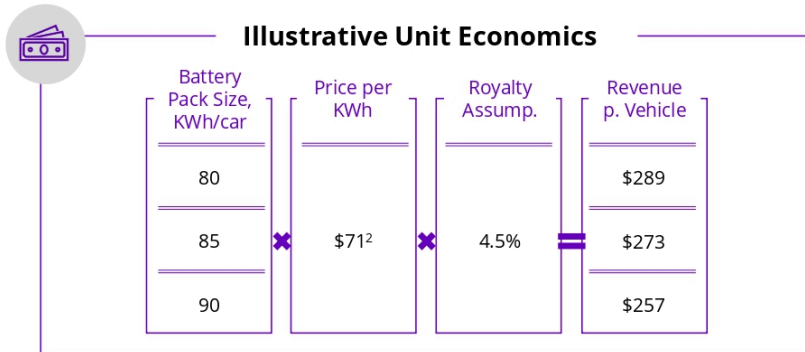 Illustrative Unit Economics
Battery
Pack Size,
KWh/car
Price per
KWh
Royalty
Assump.
Revenue
p. Vehicle
80
$289
85
$71²
4.5%
$273
90
$257